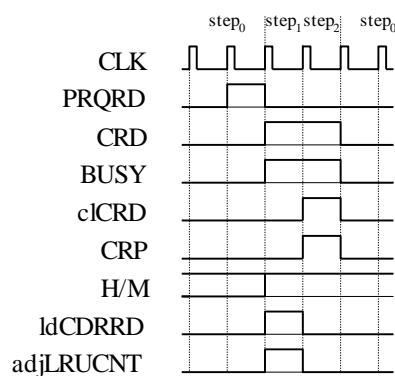 step0 step1 step2 step0
CLK
PRQRD
CRD
BUSY
clCRD
CRP
H/M
ldCDRRD
adjLRUCNT